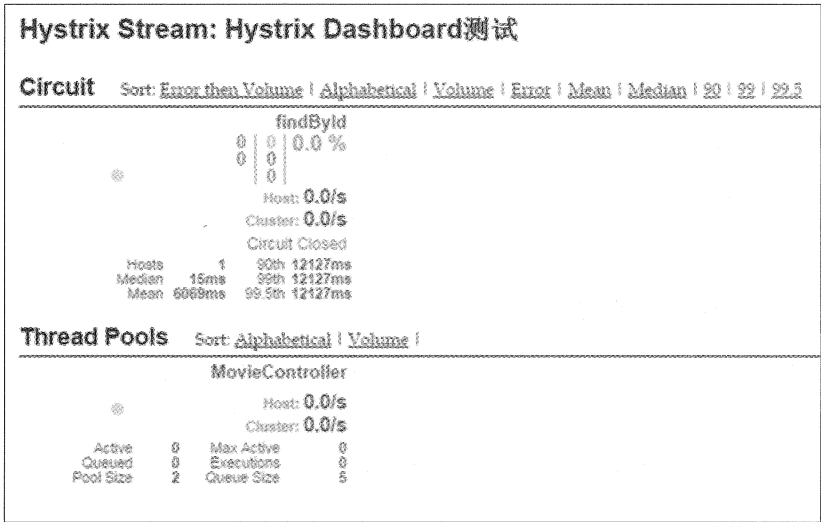 Hystrix Stream: Hystrix Dashboard测试
Circuit Sort: Error then Volume | Alphabetical | Volume | Error | Mean | Median | 90 | 99 | 99.5
findById
0 | 0 | 0.0 %
0 | 0 |
| 0 |
Host: 0.0/s
Cluster: 0.0/s
Circuit Closed
Hosts 1 90th 12127ms
Median 15ms 99th 12127ms
Mean 6069ms 99.5th 12127ms
Thread Pools Sort: Alphabetical | Volume |
MovieController
Host: 0.0/s
Cluster: 0.0/s
Active 0 Max Active 0
Queued 0 Executions 0
Pool Size 2 Queue Size 5